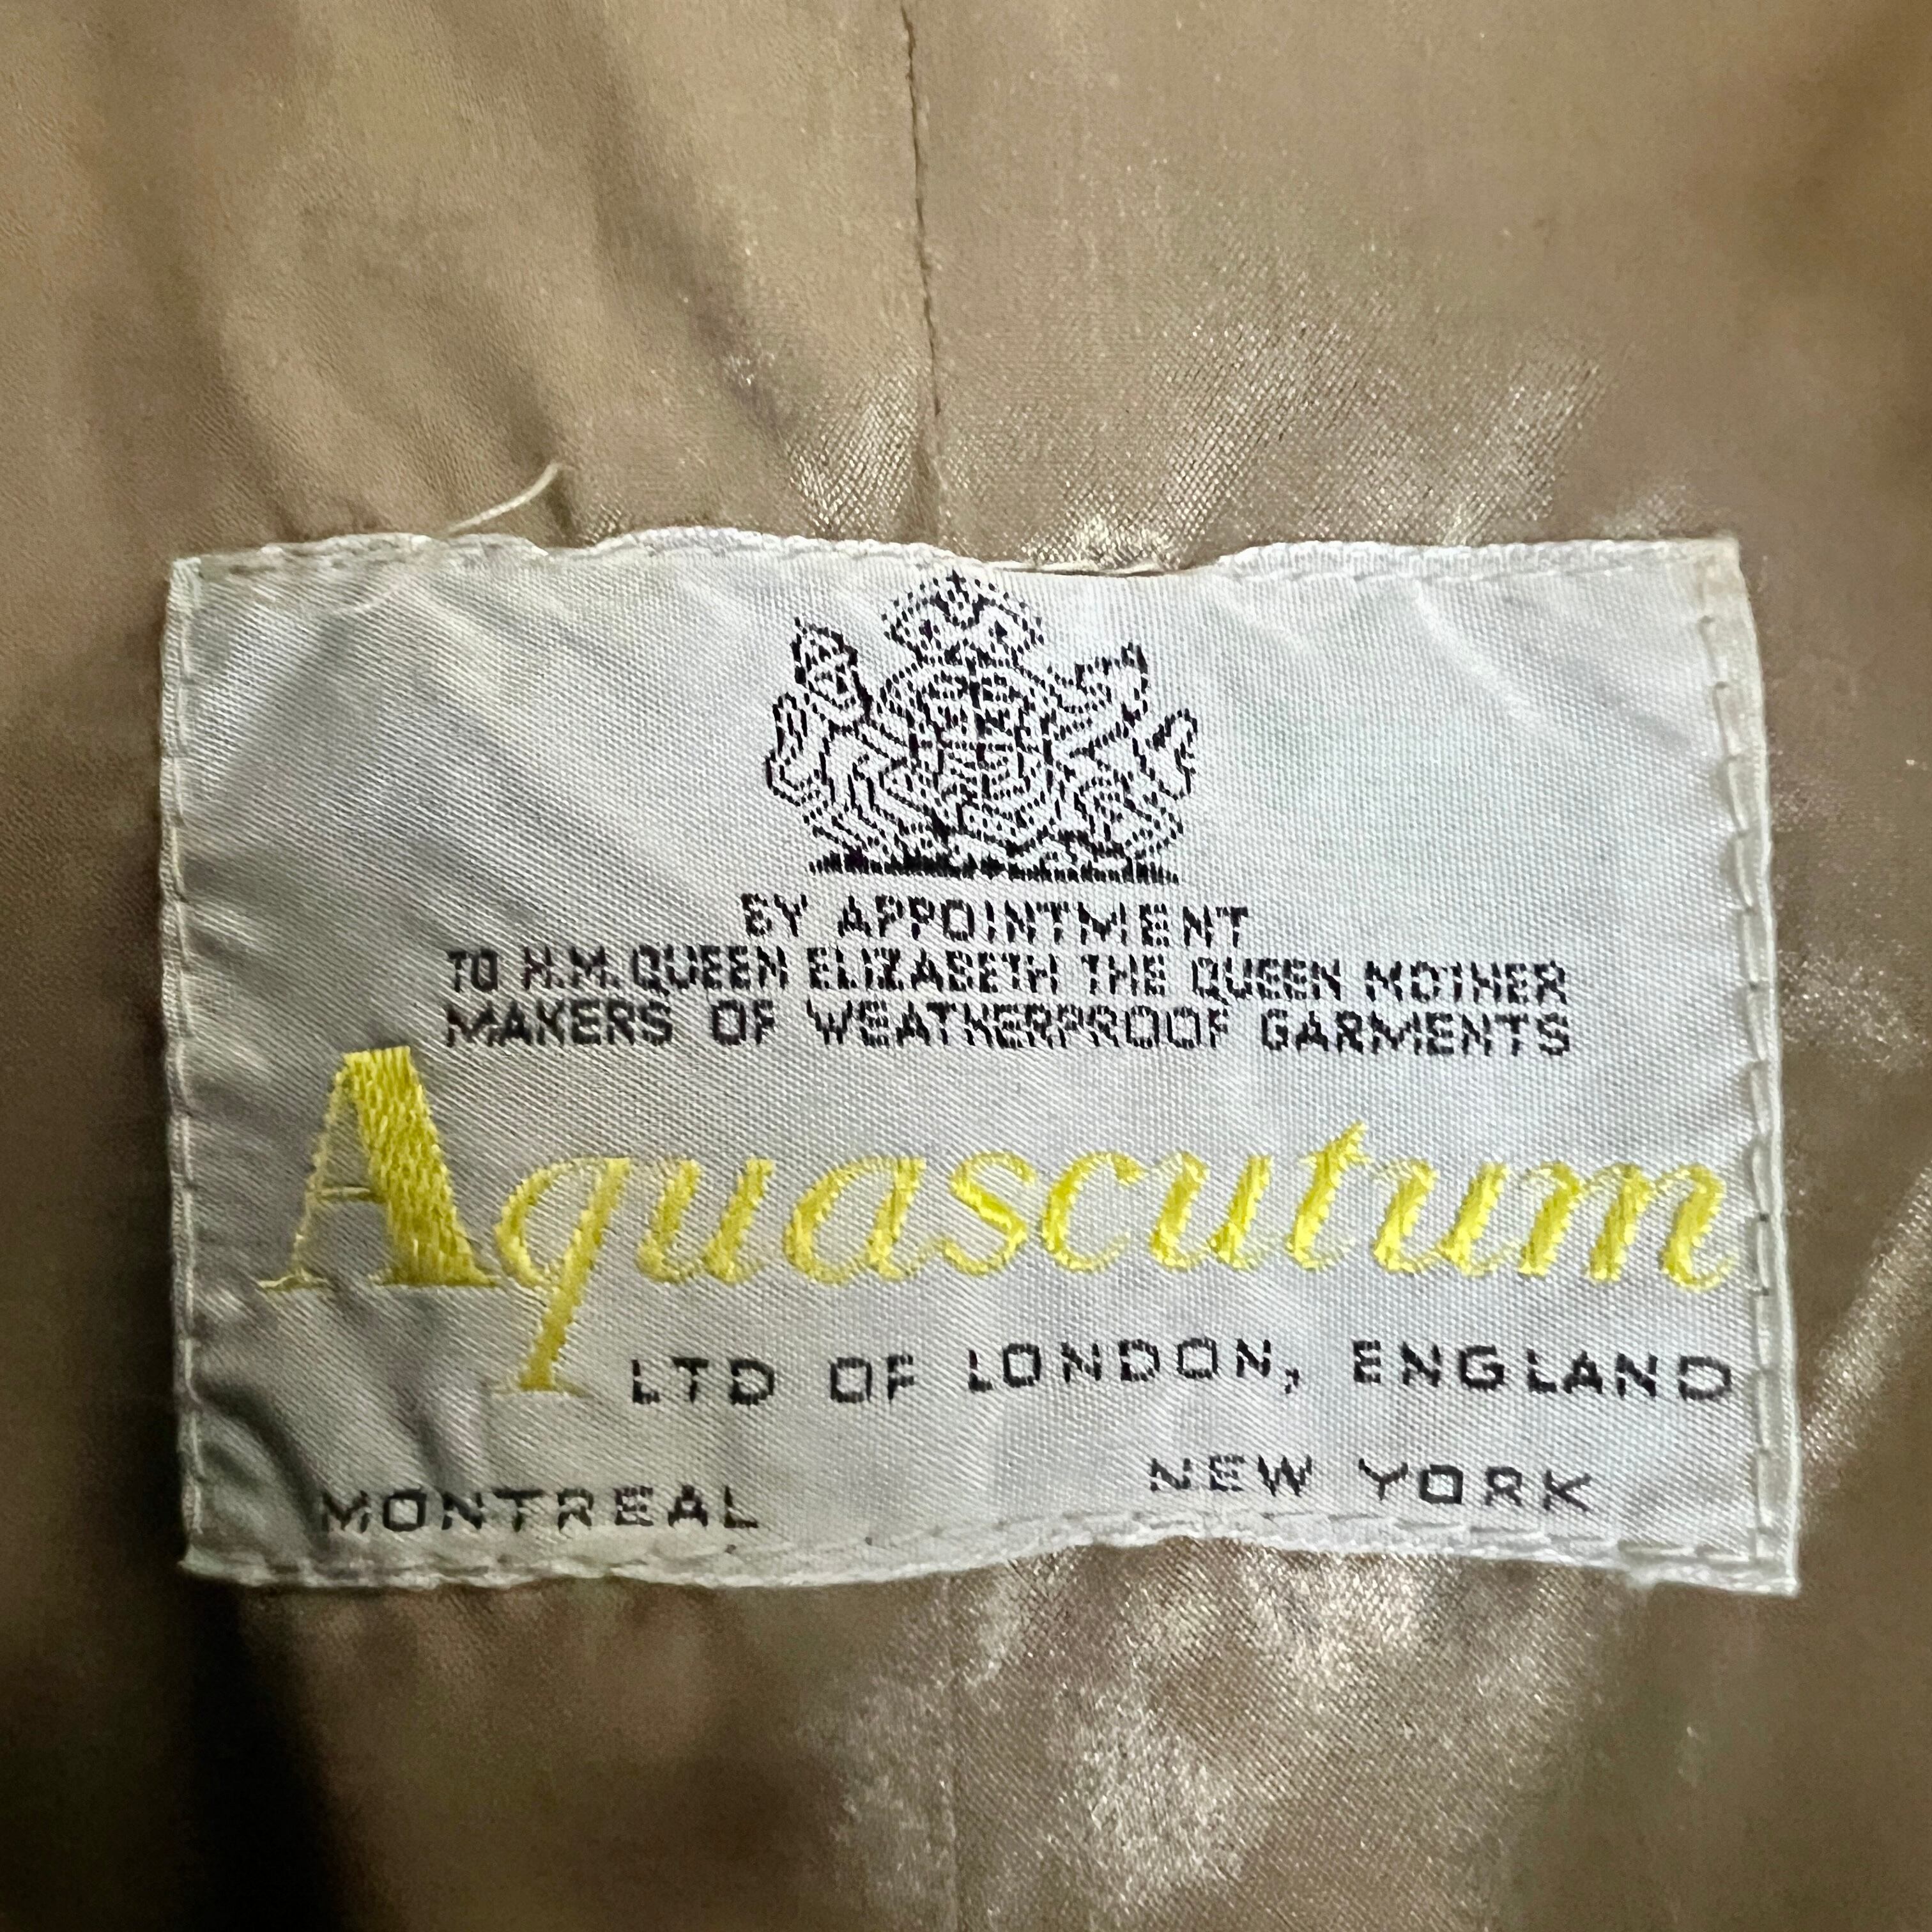 BY APPOINTMENT
TO H.M. QUEEN ELIZABETH THE QUEEN MOTHER
MAKERS OF WEATHERPROOF GARMENTS
Aquascutum
LTD OF LONDON, ENGLAND
MONTREAL NEW YORK